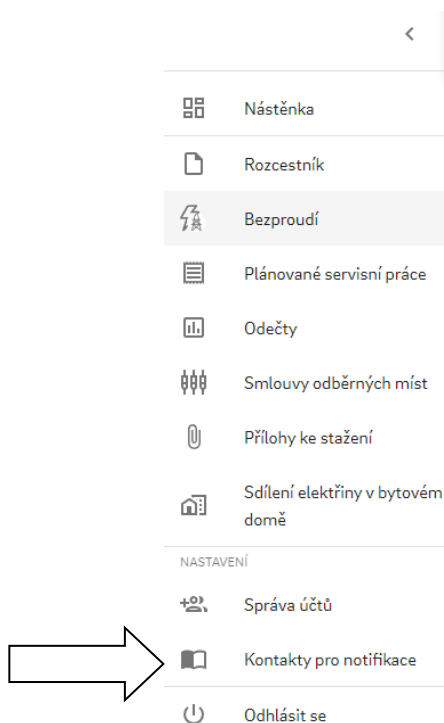 Nástěnka
Rozcestník
Bezproudí
Plánované servisní práce
Odečty
Smlouvy odběrných míst
Přílohy ke stažení
Sdílení elektřiny v bytovém
domě
NASTAVENÍ
Správa účtů
Kontakty pro notifikace
Odhlásit se